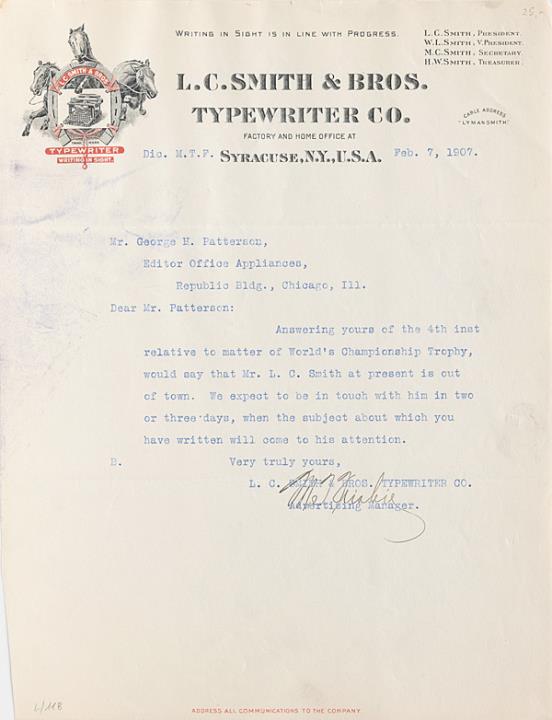 25,-
WRITING IN SIGHT IS IN LINE WITH PROGRESS.
L.C.SMITH, PRESIDENT.
W.L.SMITH, V.PRESIDENT.
M.C.SMITH, SECRETARY.
H.W.SMITH, TREASURER.
L.C. SMITH & BROS.
TRADE MARK
TYPEWRITER
WRITING IN SIGHT.
L.C.SMITH & BROS.
TYPEWRITER CO.
FACTORY AND HOME OFFICE AT
SYRACUSE,N.Y.,U.S.A.
CABLE ADDRESS
"LYMANSMITH"
Dic. M.T.F.
Feb. 7, 1907.
Mr. George H. Patterson,
Editor Office Appliances,
Republic Bldg., Chicago, Ill.
Dear Mr. Patterson:
Answering yours of the 4th inst
relative to matter of World's Championship Trophy,
would say that Mr. L. C. Smith at present is out
of town. We expect to be in touch with him in two
or three days, when the subject about which you
have written will come to his attention.
B. Very truly yours,
L. C. SMITH & BROS. TYPEWRITER CO.
Advertising Manager.
L/118
ADDRESS ALL COMMUNICATIONS TO THE COMPANY